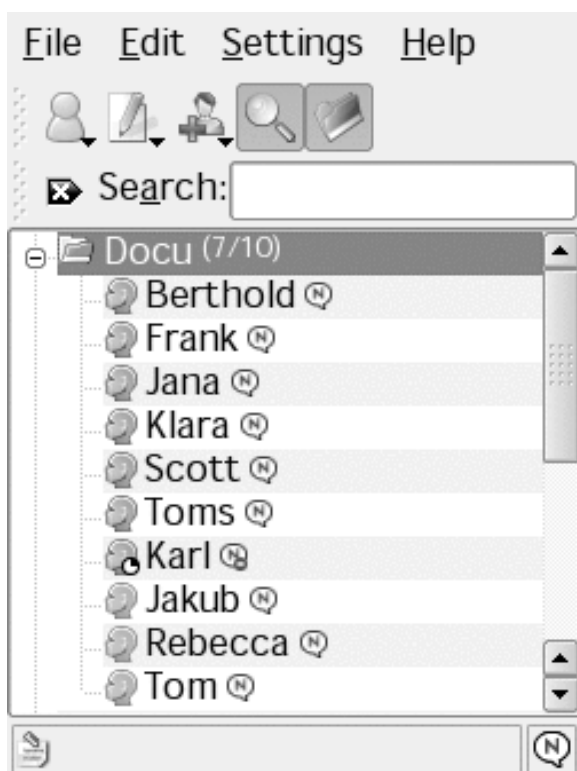 File Edit Settings Help
Search:
Docu (7/10)
Berthold N
Frank N
Jana N
Klara N
Scott N
Toms N
Karl N
Jakub N
Rebecca N
Tom N
N